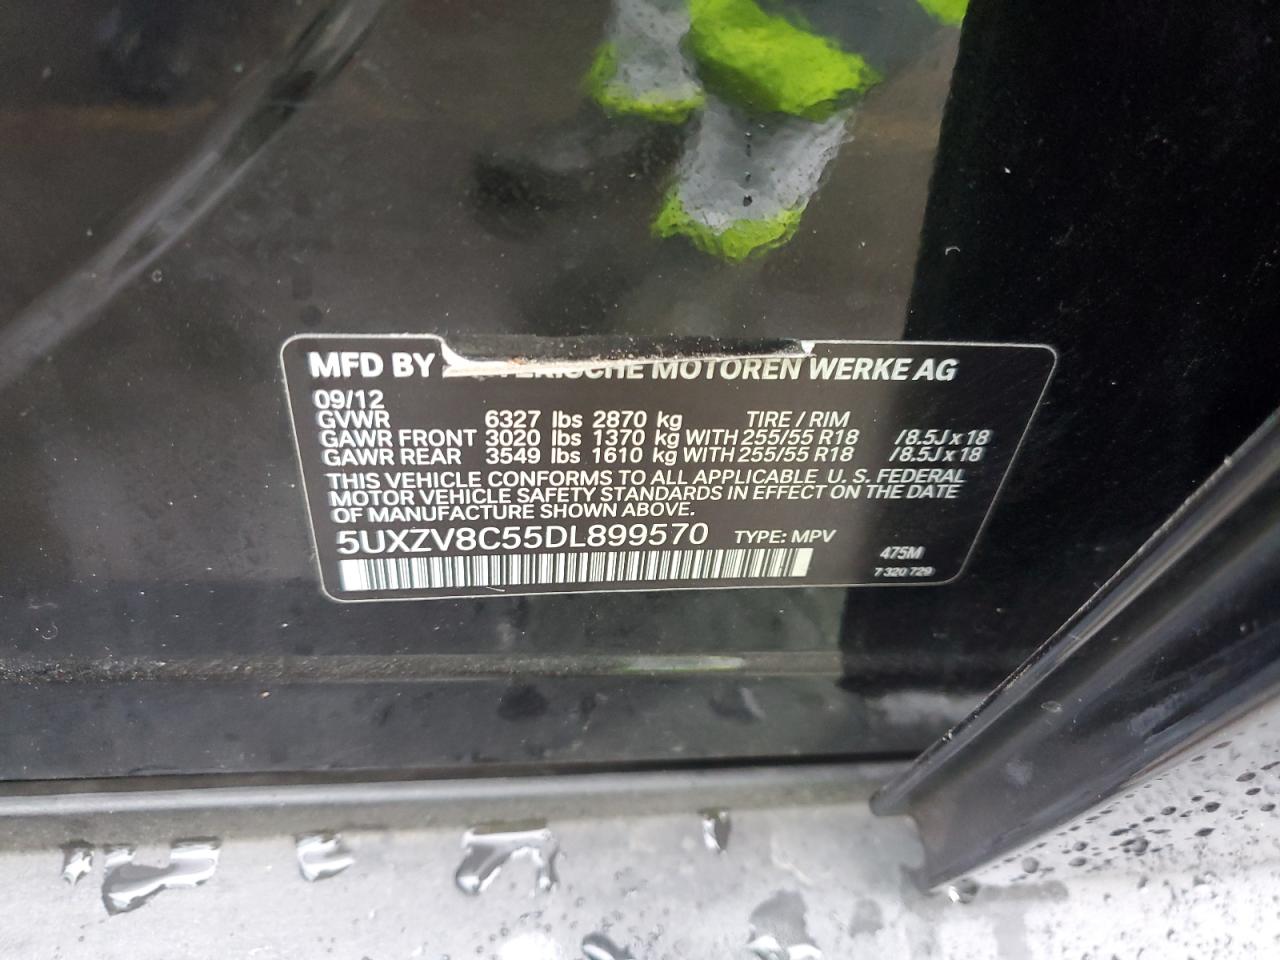 MFD BY MOTOREN WERKE AG
09/12
GVWR 6327 lbs 2870 kg TIRE / RIM
GAWR FRONT 3020 lbs 1370 kg WITH 255/55 R18 /8.5J x 18
GAWR REAR 3549 lbs 1610 kg WITH 255/55 R18 /8.5J x 18
THIS VEHICLE CONFORMS TO ALL APPLICABLE U. S. FEDERAL
MOTOR VEHICLE SAFETY STANDARDS IN EFFECT ON THE DATE
OF MANUFACTURE SHOWN ABOVE.
5UXZV8C55DL899570 TYPE: MPV
475M
7 320 729